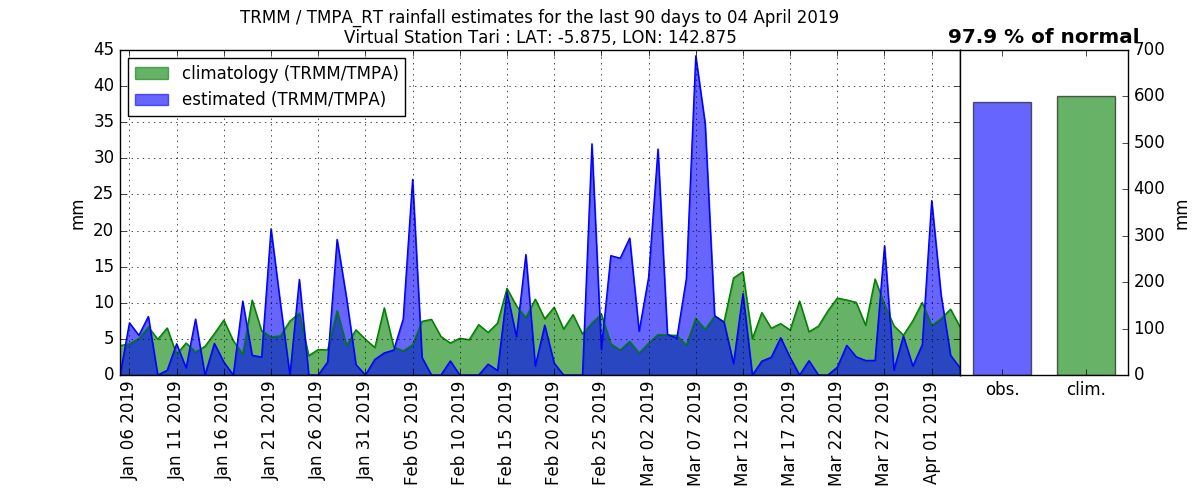 TRMM / TMPA_RT rainfall estimates for the last 90 days to 04 April 2019
Virtual Station Tari : LAT: -5.875, LON: 142.875
97.9 % of normal
climatology (TRMM/TMPA)
estimated (TRMM/TMPA)
45
40
35
30
25
20
15
10
5
0
mm
Jan 06 2019
Jan 11 2019
Jan 16 2019
Jan 21 2019
Jan 26 2019
Jan 31 2019
Feb 05 2019
Feb 10 2019
Feb 15 2019
Feb 20 2019
Feb 25 2019
Mar 02 2019
Mar 07 2019
Mar 12 2019
Mar 17 2019
Mar 22 2019
Mar 27 2019
Apr 01 2019
700
600
500
400
300
200
100
0
mm
obs.
clim.